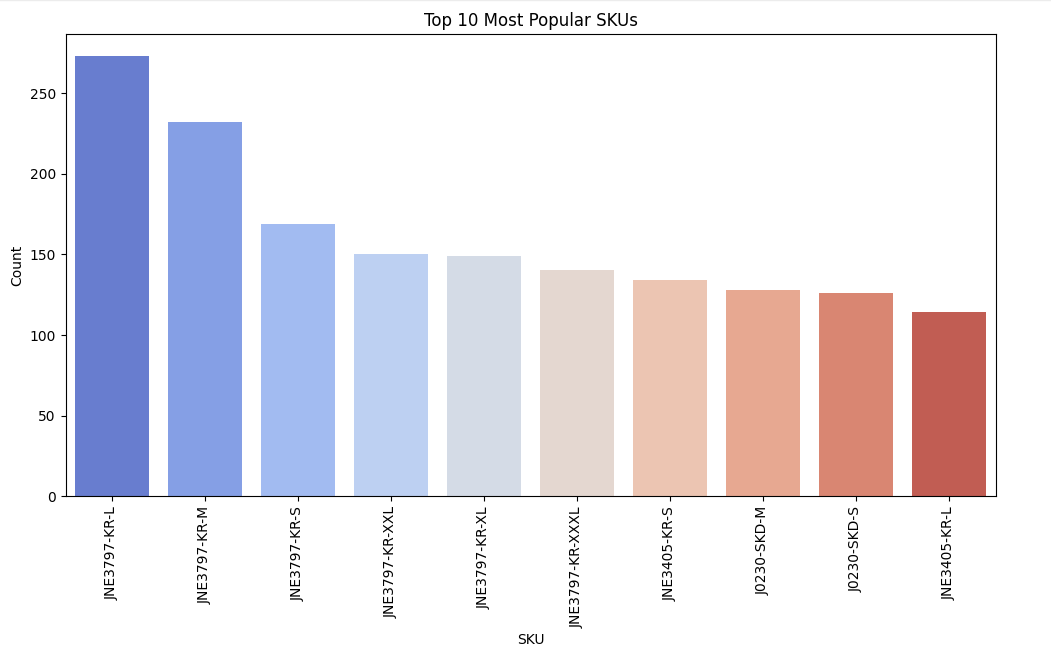 Top 10 Most Popular SKUs
Count
250
200
150
100
50
0
JNE3797-KR-L
JNE3797-KR-M
JNE3797-KR-S
JNE3797-KR-XXL
JNE3797-KR-XL
JNE3797-KR-XXXL
JNE3405-KR-S
J0230-SKD-M
J0230-SKD-S
JNE3405-KR-L
SKU